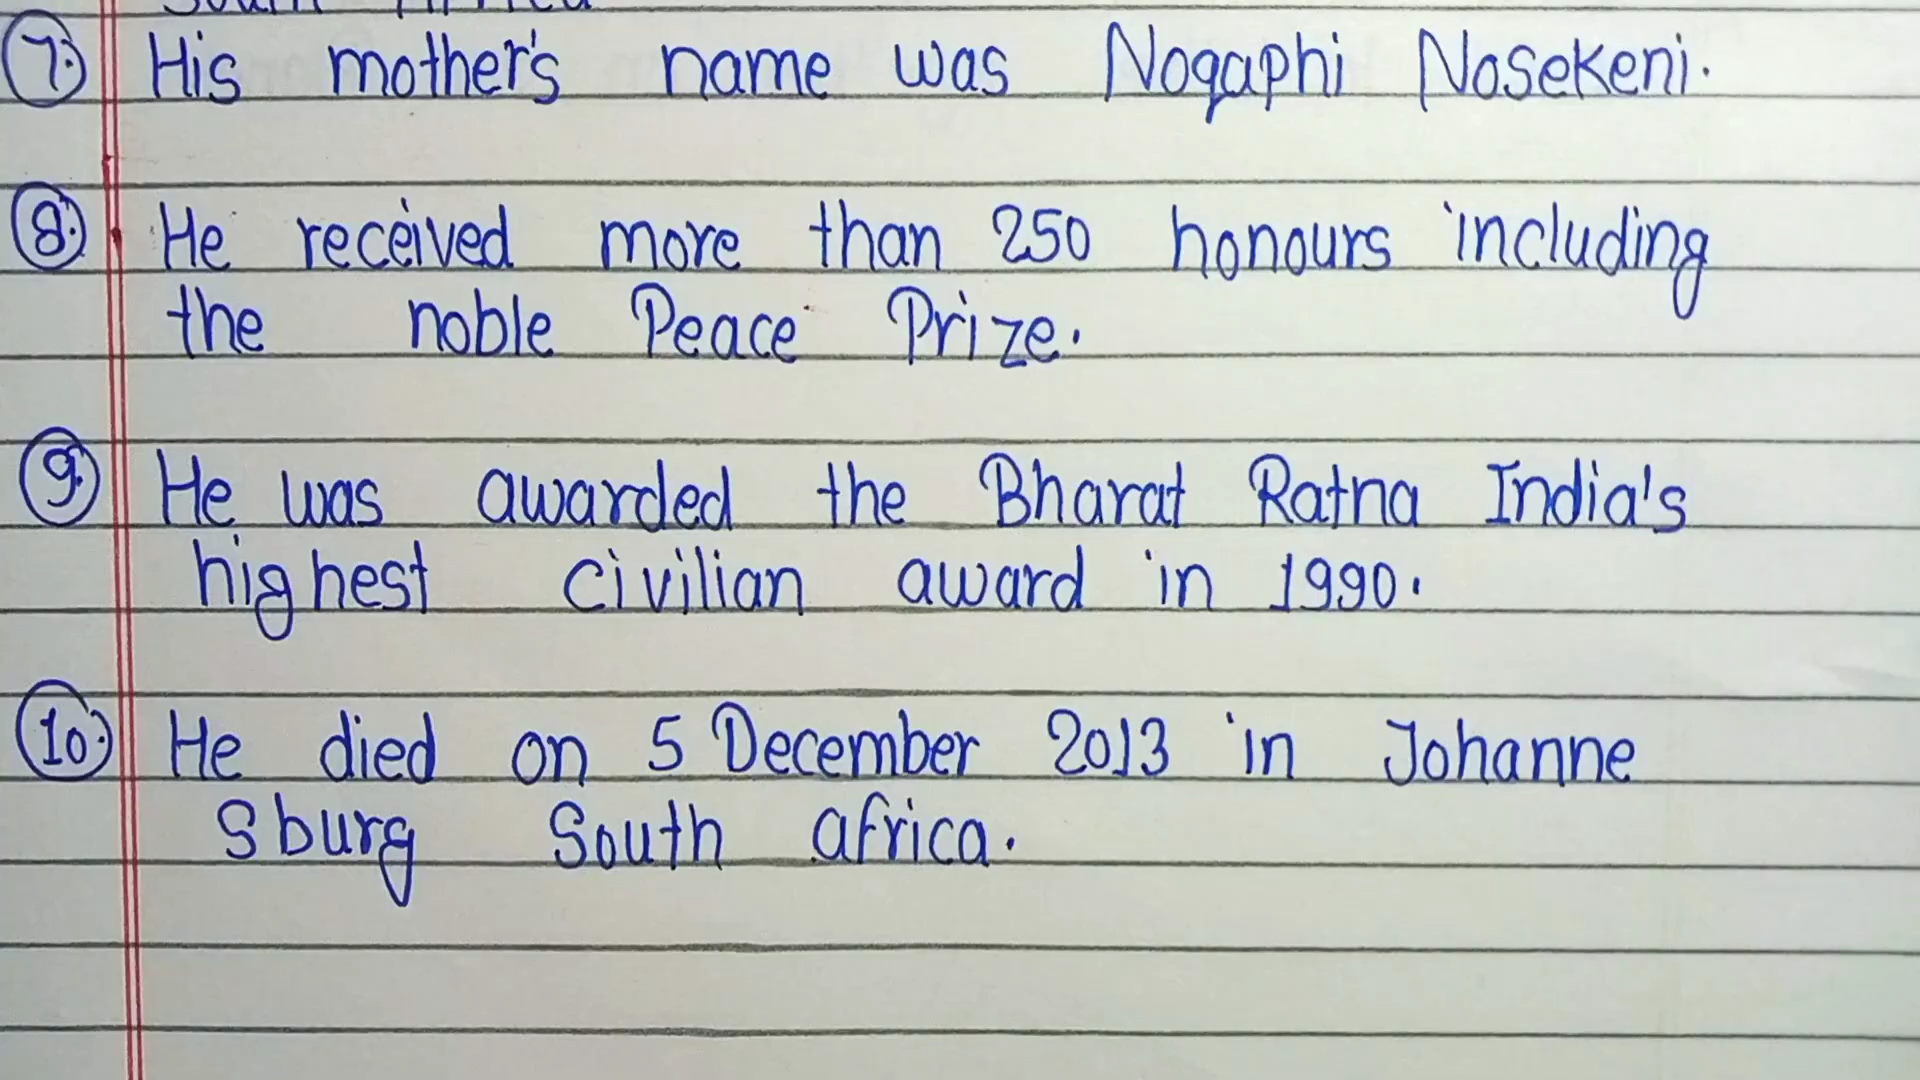 South Africa
7. His mother's name was Nogaphi Nosekeni.
8. He received more than 250 honours including
the noble Peace Prize.
9. He was awarded the Bharat Ratna India's
highest civilian award in 1990.
10. He died on 5 December 2013 in Johanne
sburg South africa.